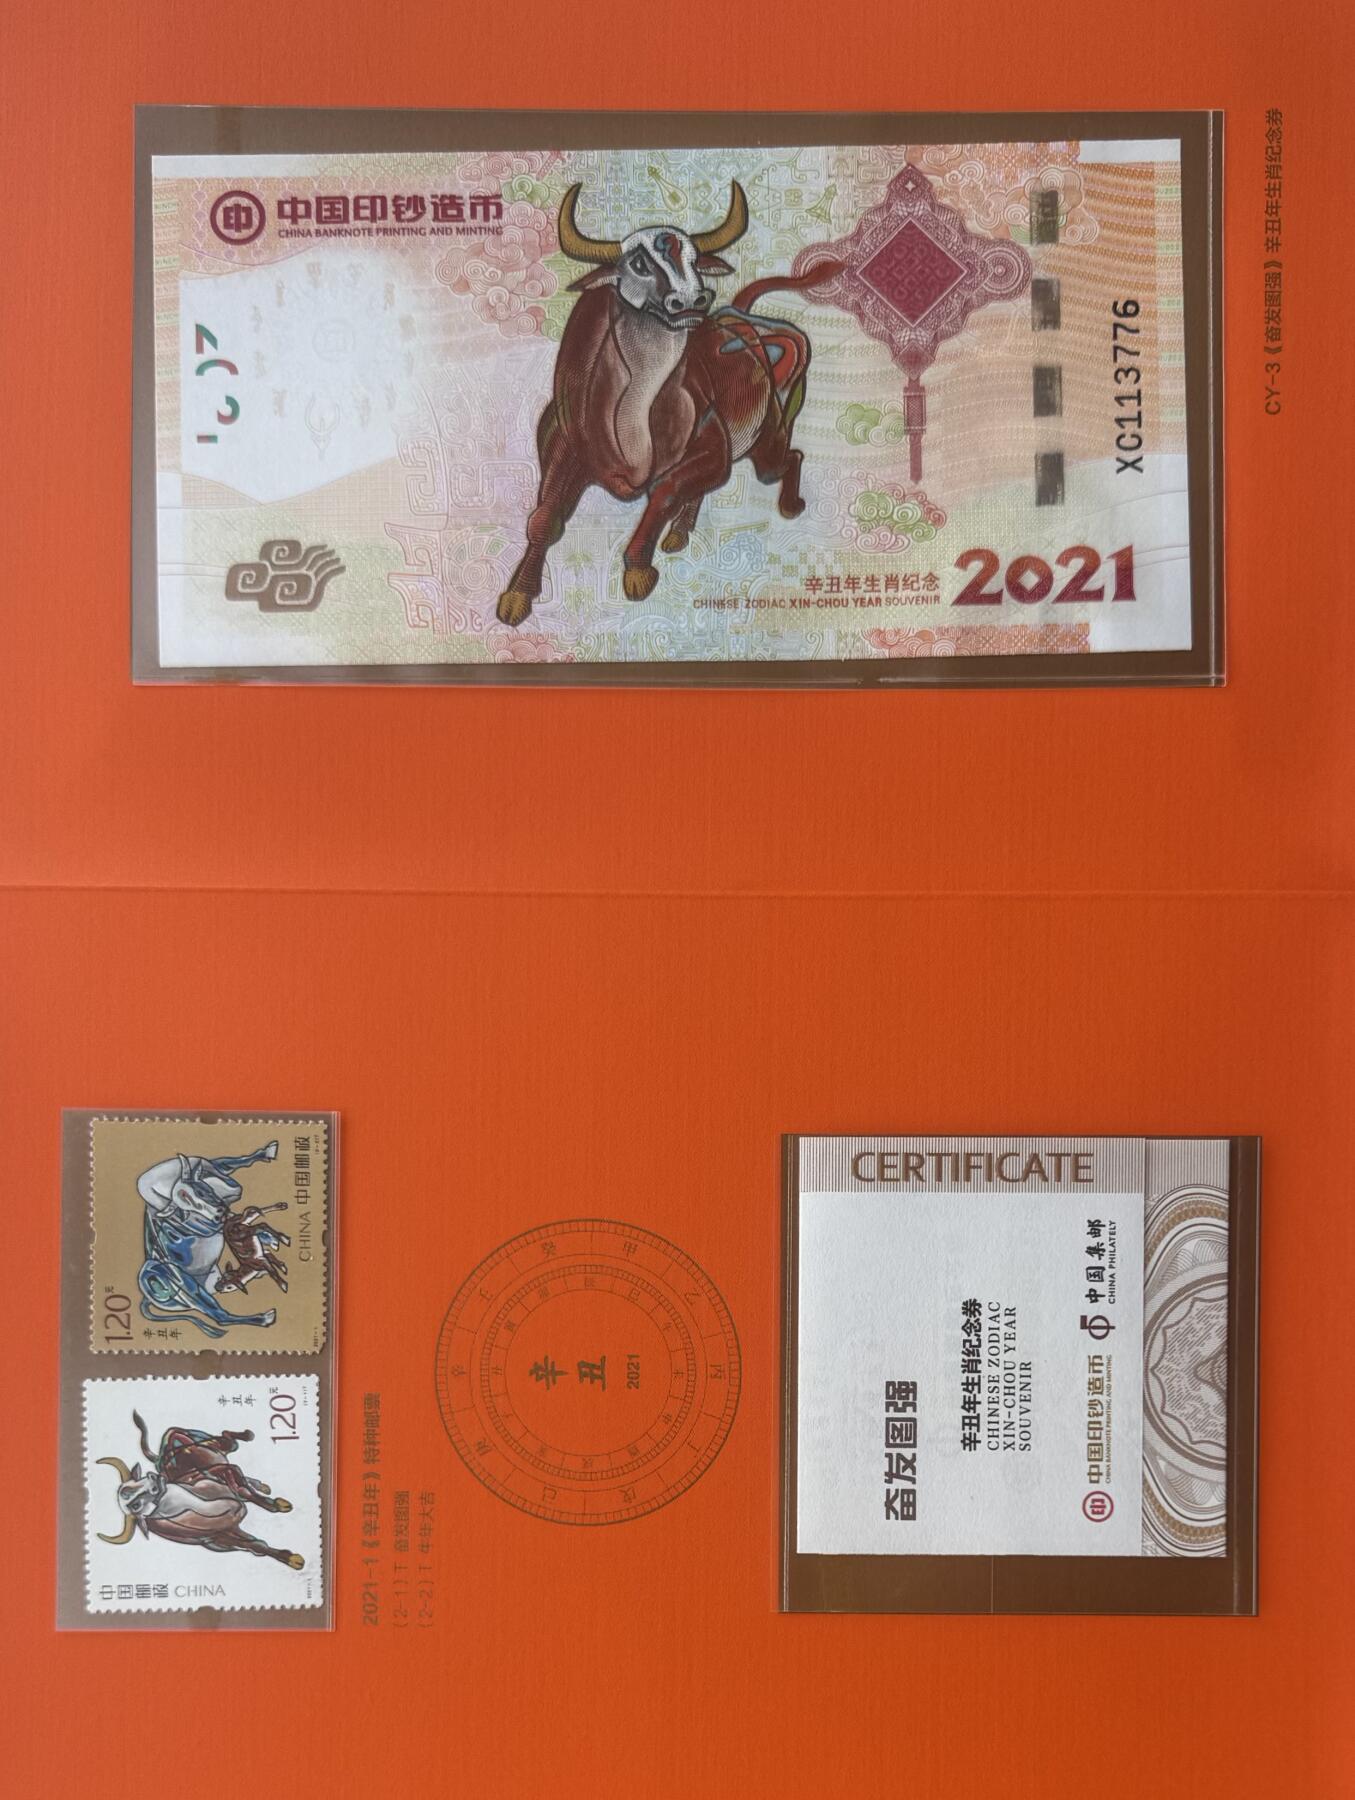 中国印钞造币
CHINA BANKNOTE PRINTING AND MINTING
辛丑年生肖纪念
CHINESE ZODIAC XIN-CHOU YEAR SOUVENIR
2021
XC113776
CY-3《奋发图强》辛丑年生肖纪念券
中国邮政 CHINA
辛丑年
1.20元
1.20元
辛丑年
CHINA 中国邮政
2021-1《辛丑年》特种邮票
(2-1)T 奋发图强
(2-2)T 牛年大吉
辛丑
2021
CERTIFICATE
奋发图强
辛丑年生肖纪念券
CHINESE ZODIAC
XIN-CHOU YEAR
SOUVENIR
中国印钞造币
CHINA BANKNOTE PRINTING AND MINTING
中国集邮
CHINA PHILATELY